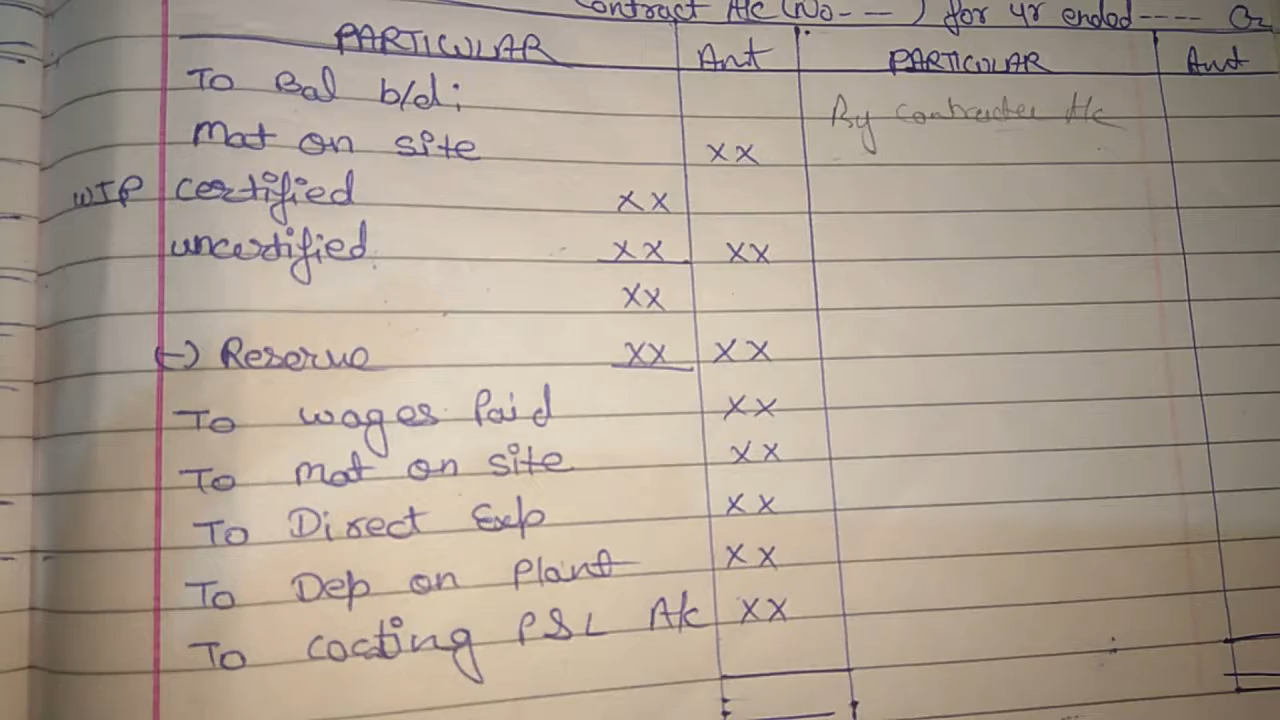 Contract A/c (No- --) for yr ended---- Cr
PARTICULAR Amt PARTICULAR Amt
To Bal b/d: By contractee A/c
Mat on site xx
WIP certified xx
uncertified xx xx
xx
(-) Reserve xx xx
To wages Paid xx
To Mat on site xx
To Direct Exp xx
To Dep on Plant xx
To Costing P&L A/c xx